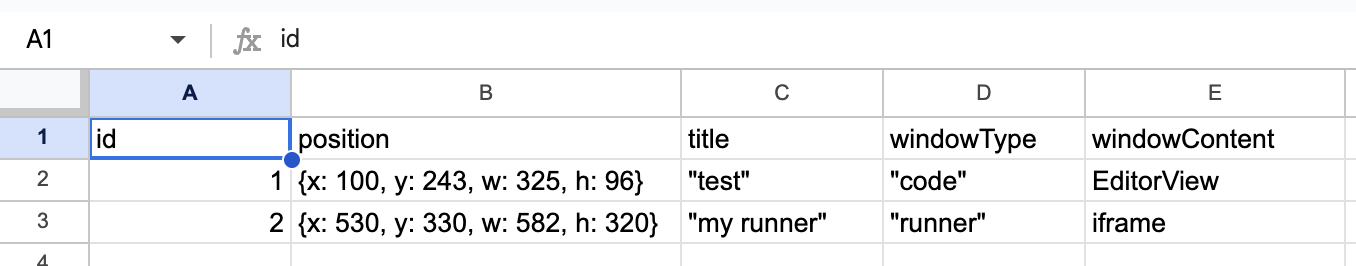 A1 fx id
A B C D E
1 id position title windowType windowContent
2 1 {x: 100, y: 243, w: 325, h: 96} "test" "code" EditorView
3 2 {x: 530, y: 330, w: 582, h: 320} "my runner" "runner" iframe
4